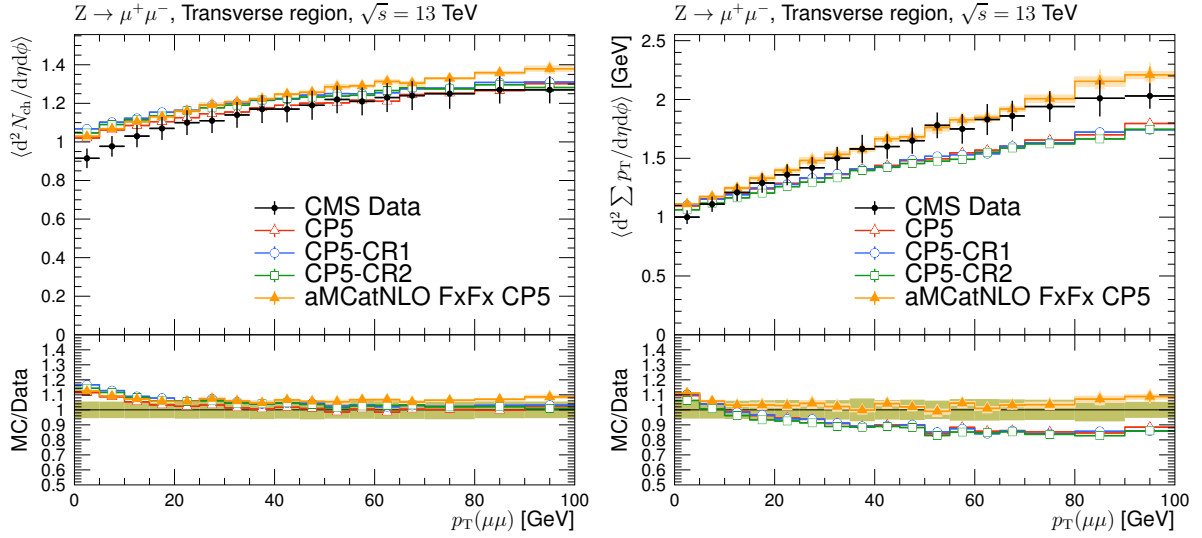 Z → μ⁺μ⁻, Transverse region, √s = 13 TeV
⟨d² N_ch/dηdϕ⟩
1.4
1.2
1
0.8
0.6
0.4
0.2
0
CMS Data
CP5
CP5-CR1
CP5-CR2
aMCatNLO FxFx CP5
MC/Data
1.4
1.3
1.2
1.1
1
0.9
0.8
0.7
0.6
0.5
0 20 40 60 80 100
p_T(μμ) [GeV]
Z → μ⁺μ⁻, Transverse region, √s = 13 TeV
⟨d² ∑ p_T/dηdϕ⟩ [GeV]
2.5
2
1.5
1
0.5
0
CMS Data
CP5
CP5-CR1
CP5-CR2
aMCatNLO FxFx CP5
MC/Data
1.4
1.3
1.2
1.1
1
0.9
0.8
0.7
0.6
0.5
0 20 40 60 80 100
p_T(μμ) [GeV]